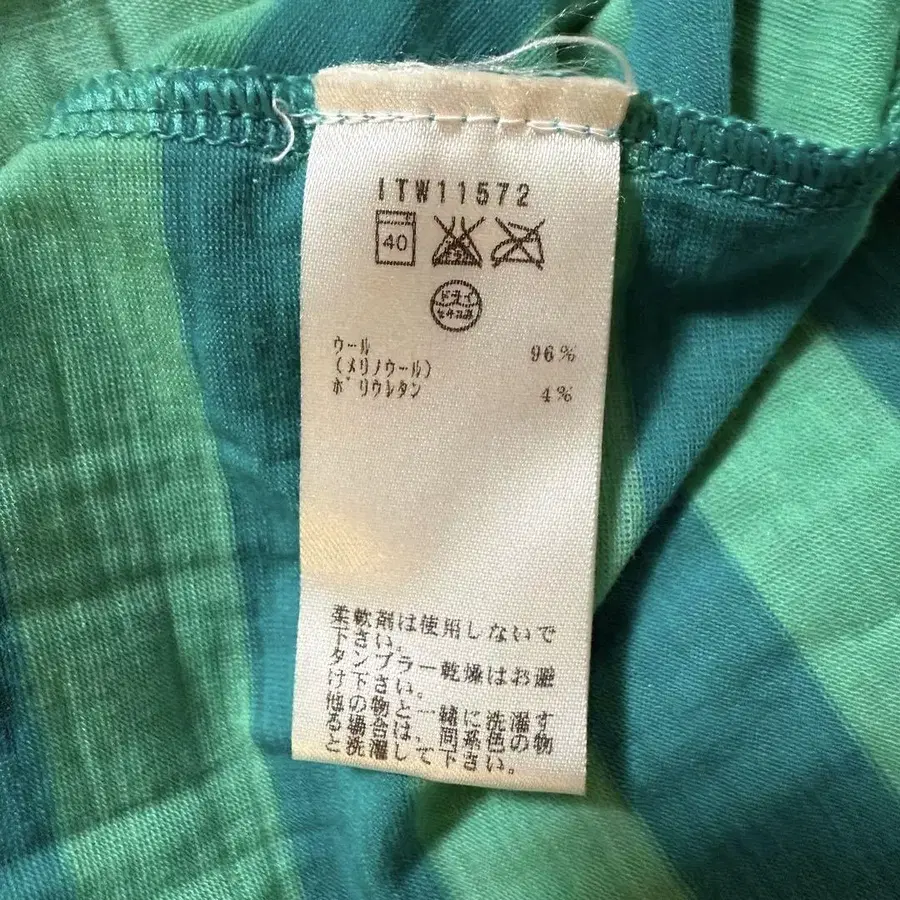 ITW11572
40
エンソ
ドライ
セキユ系
ウール 96%
(メリノウール)
ポリウレタン 4%
柔軟剤は使用しないで
下さい。
タンブラー乾燥はお避
け下さい。
他の物と一緒に洗濯す
る場合は、同系色の物
と洗濯して下さい。